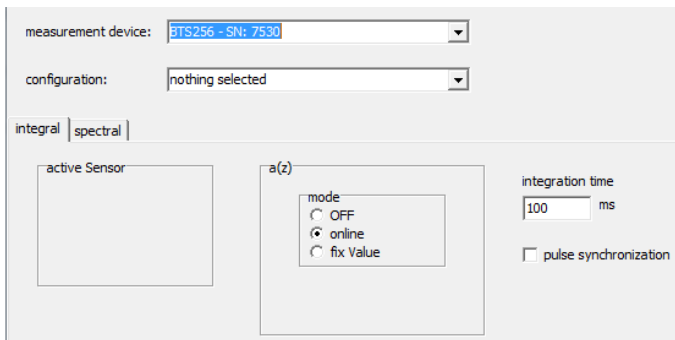 measurement device: BTS256 - SN: 7530
configuration: nothing selected
integral spectral
active Sensor
a(z)
mode
OFF
online
fix Value
integration time
100 ms
pulse synchronization